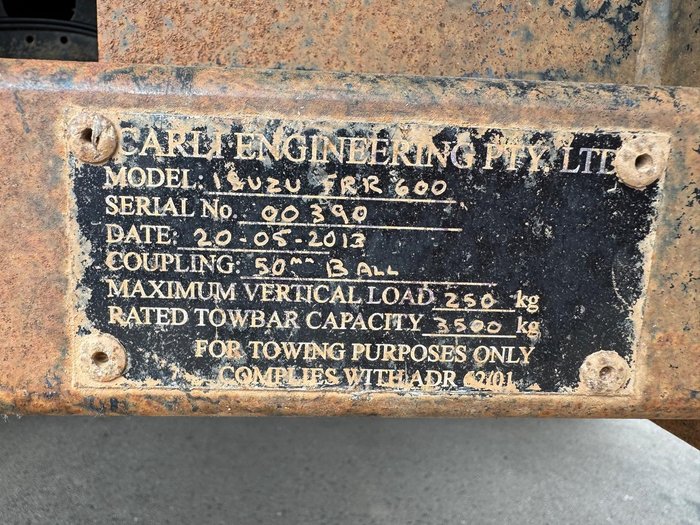 CARLI ENGINEERING PTY. LTD
MODEL: ISUZU FRR 600
SERIAL No. 00390
DATE: 20-05-2013
COUPLING: 50mm BALL
MAXIMUM VERTICAL LOAD 250 kg
RATED TOWBAR CAPACITY 3500 kg
FOR TOWING PURPOSES ONLY
COMPLIES WITH ADR 62/01